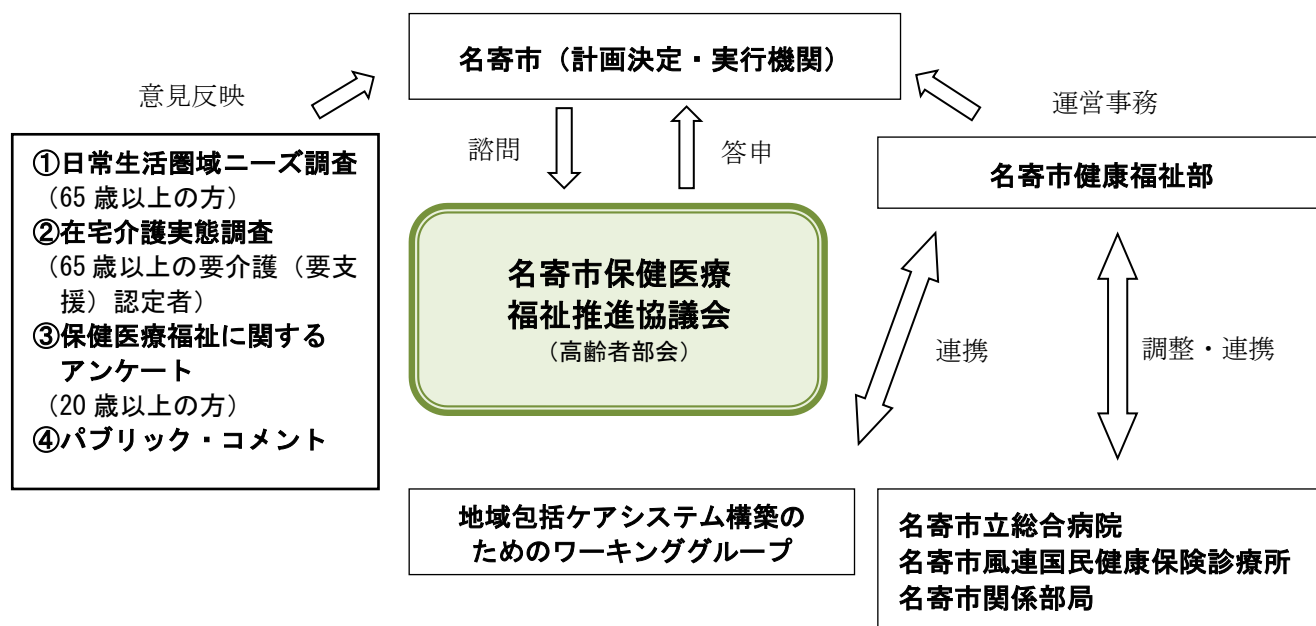 名寄市（計画決定・実行機関）
意見反映
運営事務
諮問
答申
①日常生活圏域ニーズ調査
（65歳以上の方）
②在宅介護実態調査
（65歳以上の要介護（要支
援）認定者）
③保健医療福祉に関する
アンケート
（20歳以上の方）
④パブリック・コメント
名寄市健康福祉部
名寄市保健医療
福祉推進協議会
（高齢者部会）
連携
調整・連携
地域包括ケアシステム構築の
ためのワーキンググループ
名寄市立総合病院
名寄市風連国民健康保険診療所
名寄市関係部局